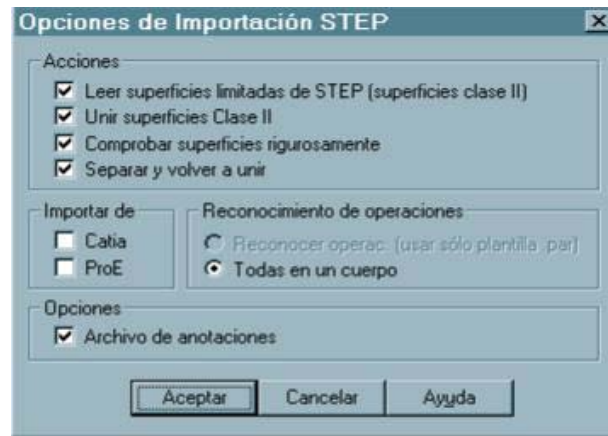 Opciones de Importación STEP
Acciones
Leer superficies limitadas de STEP (superficies clase II)
Unir superficies Clase II
Comprobar superficies rigurosamente
Separar y volver a unir
Importar de
Catia
ProE
Reconocimiento de operaciones
Reconocer operac. (usar sólo plantilla .par)
Todas en un cuerpo
Opciones
Archivo de anotaciones
Aceptar Cancelar Ayuda